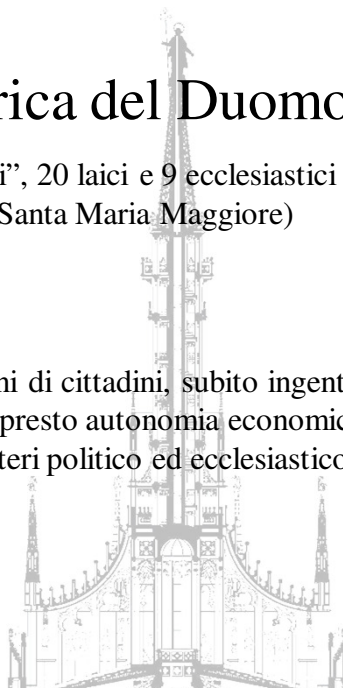 rica del Duomo
i”, 20 laici e 9 ecclesiastici
Santa Maria Maggiore)
ni di cittadini, subito ingent
presto autonomia economic
teri politico ed ecclesiastico